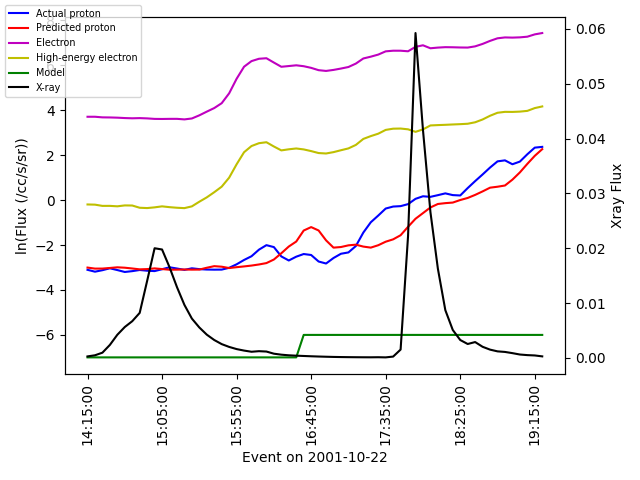 Actual proton
Predicted proton
Electron
High-energy electron
Model
X-ray
4
2
0
−2
−4
−6
ln(Flux (/cc/s/sr))
0.06
0.05
0.04
0.03
0.02
0.01
0.00
Xray Flux
14:15:00
15:05:00
15:55:00
16:45:00
17:35:00
18:25:00
19:15:00
Event on 2001-10-22